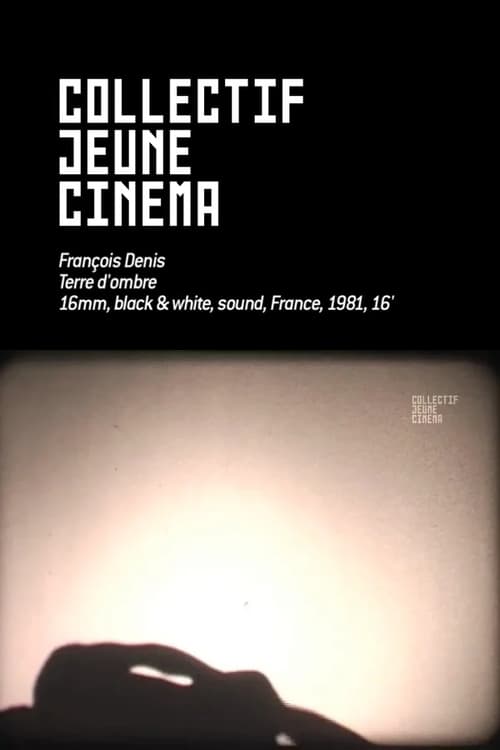 COLLECTIF
JEUNE
CINEMA
François Denis
Terre d'ombre
16mm, black & white, sound, France, 1981, 16'
COLLECTIF
JEUNE
CINEMA